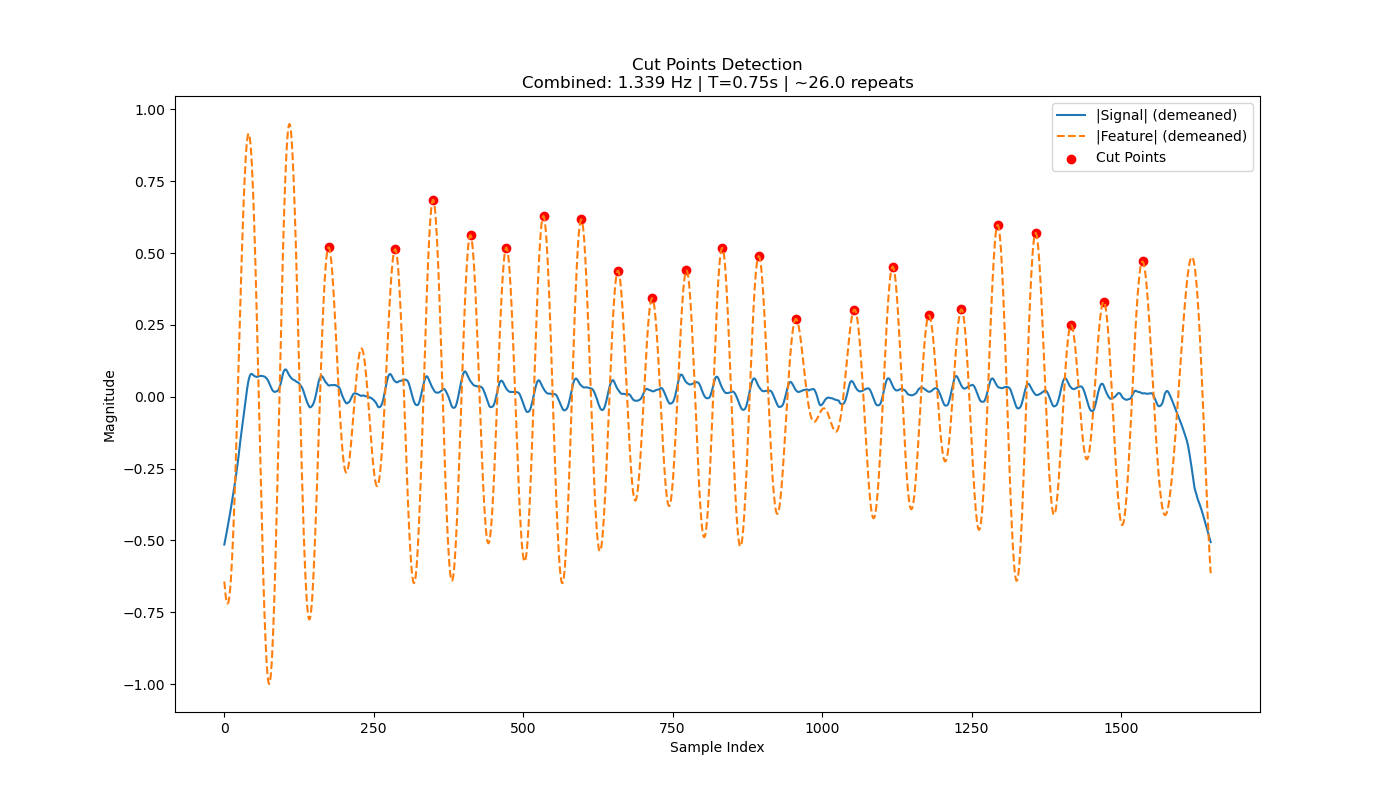 Cut Points Detection
Combined: 1.339 Hz | T=0.75s | ~26.0 repeats
|Signal| (demeaned)
|Feature| (demeaned)
Cut Points
1.00
0.75
0.50
0.25
0.00
−0.25
−0.50
−0.75
−1.00
Magnitude
0
250
500
750
1000
1250
1500
Sample Index